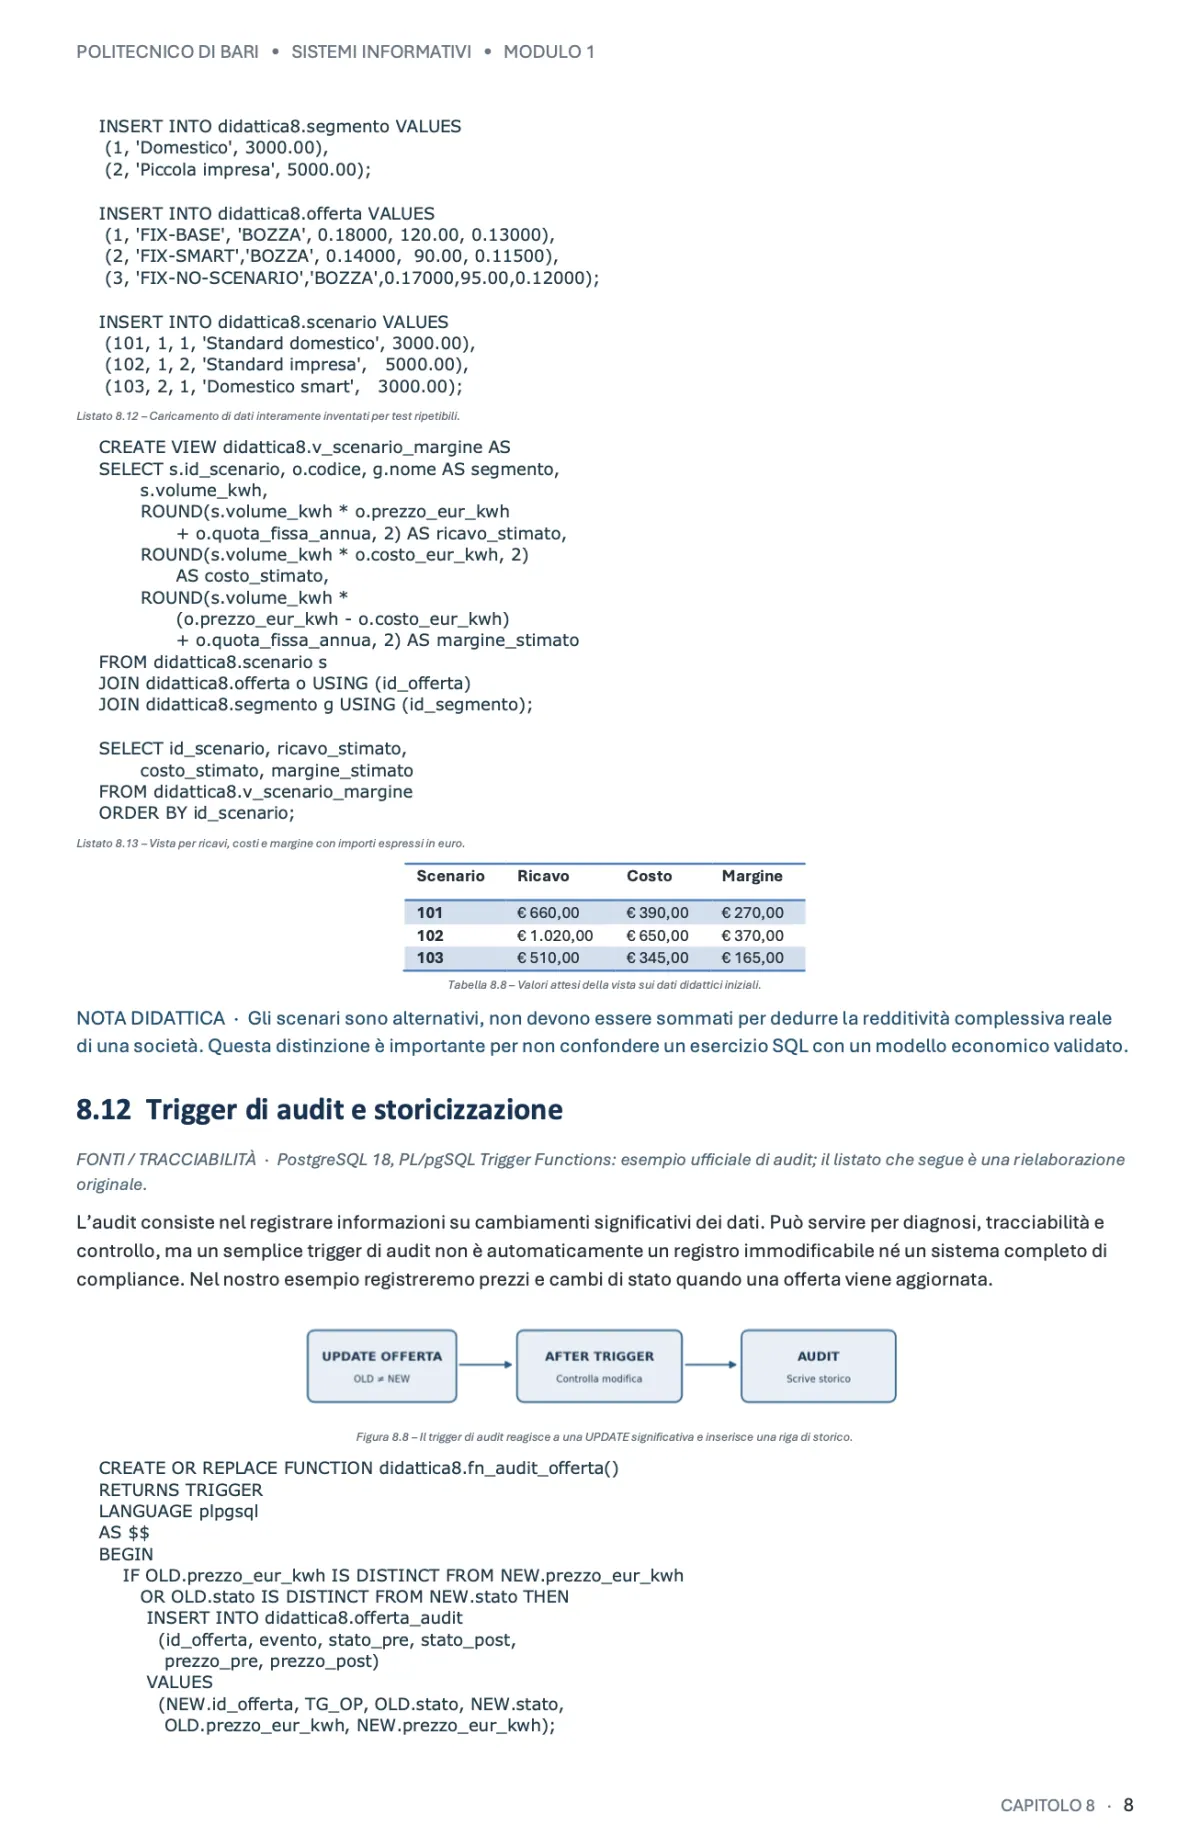 POLITECNICO DI BARI • SISTEMI INFORMATIVI • MODULO 1
INSERT INTO didattica8.segmento VALUES
(1, 'Domestico', 3000.00),
(2, 'Piccola impresa', 5000.00);
INSERT INTO didattica8.offerta VALUES
(1, 'FIX-BASE', 'BOZZA', 0.18000, 120.00, 0.13000),
(2, 'FIX-SMART','BOZZA', 0.14000, 90.00, 0.11500),
(3, 'FIX-NO-SCENARIO','BOZZA',0.17000,95.00,0.12000);
INSERT INTO didattica8.scenario VALUES
(101, 1, 1, 'Standard domestico', 3000.00),
(102, 1, 2, 'Standard impresa', 5000.00),
(103, 2, 1, 'Domestico smart', 3000.00);
Listato 8.12 – Caricamento di dati interamente inventati per test ripetibili.
CREATE VIEW didattica8.v_scenario_margine AS
SELECT s.id_scenario, o.codice, g.nome AS segmento,
s.volume_kwh,
ROUND(s.volume_kwh * o.prezzo_eur_kwh
+ o.quota_fissa_annua, 2) AS ricavo_stimato,
ROUND(s.volume_kwh * o.costo_eur_kwh, 2)
AS costo_stimato,
ROUND(s.volume_kwh *
(o.prezzo_eur_kwh - o.costo_eur_kwh)
+ o.quota_fissa_annua, 2) AS margine_stimato
FROM didattica8.scenario s
JOIN didattica8.offerta o USING (id_offerta)
JOIN didattica8.segmento g USING (id_segmento);
SELECT id_scenario, ricavo_stimato,
costo_stimato, margine_stimato
FROM didattica8.v_scenario_margine
ORDER BY id_scenario;
Listato 8.13 – Vista per ricavi, costi e margine con importi espressi in euro.
Scenario Ricavo Costo Margine
101 € 660,00 € 390,00 € 270,00
102 € 1.020,00 € 650,00 € 370,00
103 € 510,00 € 345,00 € 165,00
Tabella 8.8 – Valori attesi della vista sui dati didattici iniziali.
NOTA DIDATTICA · Gli scenari sono alternativi, non devono essere sommati per dedurre la redditività complessiva reale
di una società. Questa distinzione è importante per non confondere un esercizio SQL con un modello economico validato.
8.12 Trigger di audit e storicizzazione
FONTI / TRACCIABILITÀ · PostgreSQL 18, PL/pgSQL Trigger Functions: esempio ufficiale di audit; il listato che segue è una rielaborazione
originale.
L’audit consiste nel registrare informazioni su cambiamenti significativi dei dati. Può servire per diagnosi, tracciabilità e
controllo, ma un semplice trigger di audit non è automaticamente un registro immodificabile né un sistema completo di
compliance. Nel nostro esempio registreremo prezzi e cambi di stato quando una offerta viene aggiornata.
UPDATE OFFERTA AFTER TRIGGER AUDIT
OLD ≠ NEW Controlla modifica Scrive storico
Figura 8.8 – Il trigger di audit reagisce a una UPDATE significativa e inserisce una riga di storico.
CREATE OR REPLACE FUNCTION didattica8.fn_audit_offerta()
RETURNS TRIGGER
LANGUAGE plpgsql
AS $$
BEGIN
IF OLD.prezzo_eur_kwh IS DISTINCT FROM NEW.prezzo_eur_kwh
OR OLD.stato IS DISTINCT FROM NEW.stato THEN
INSERT INTO didattica8.offerta_audit
(id_offerta, evento, stato_pre, stato_post,
prezzo_pre, prezzo_post)
VALUES
(NEW.id_offerta, TG_OP, OLD.stato, NEW.stato,
OLD.prezzo_eur_kwh, NEW.prezzo_eur_kwh);
CAPITOLO 8 · 8